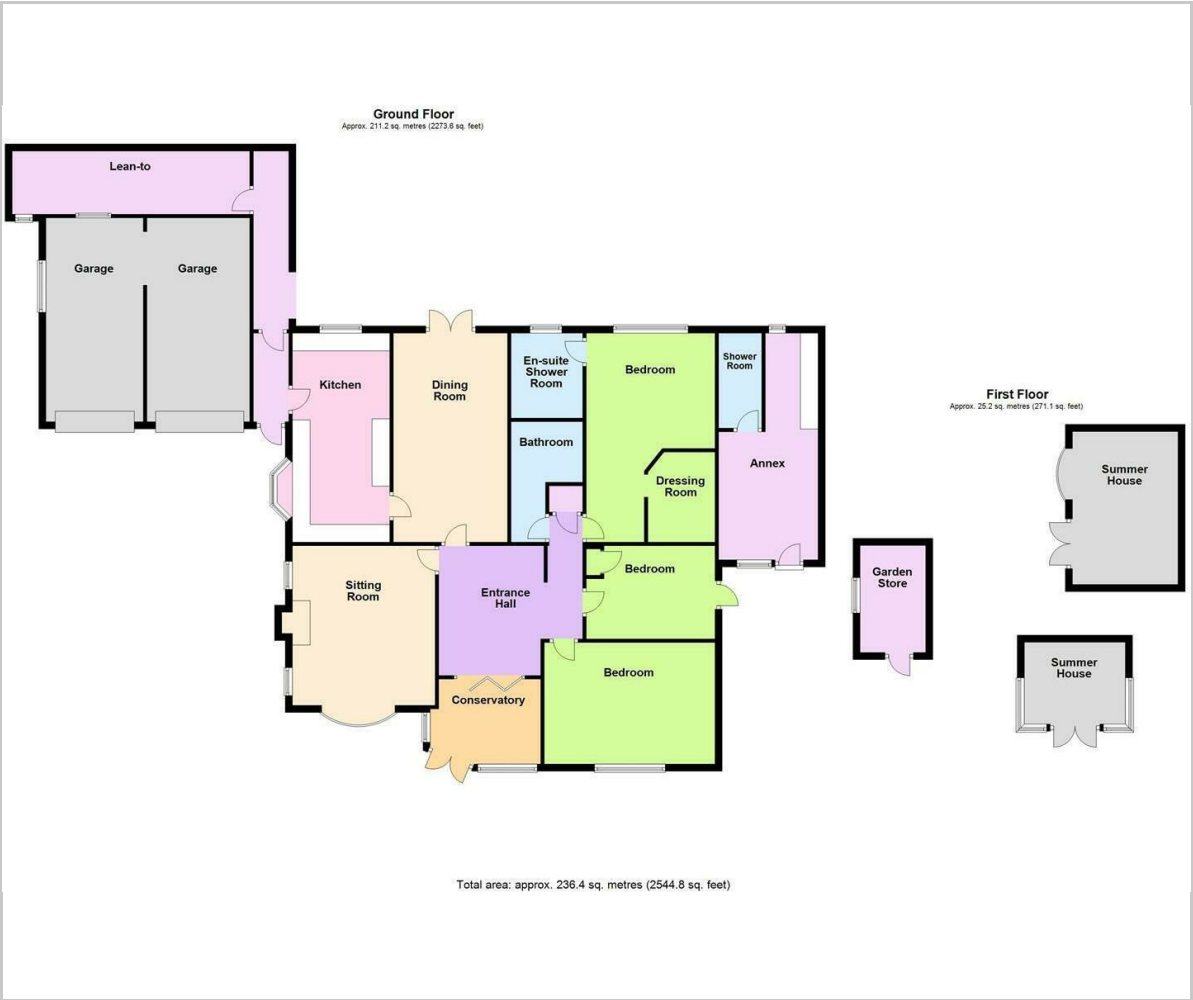 Ground Floor
Approx. 211.2 sq. metres (2273.6 sq. feet)
Lean-to
Garage
Garage
Kitchen
Dining
Room
En-suite
Shower
Room
Bedroom
Shower
Room
Bathroom
Dressing
Room
Annex
Sitting
Room
Entrance
Hall
Bedroom
Bedroom
Conservatory
First Floor
Approx. 25.2 sq. metres (271.1 sq. feet)
Summer
House
Garden
Store
Summer
House
Total area: approx. 236.4 sq. metres (2544.8 sq. feet)